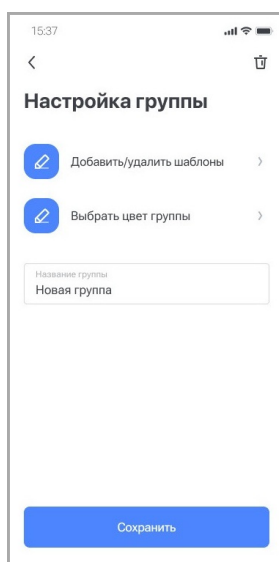 15:37
Настройка группы
Добавить/удалить шаблоны
Выбрать цвет группы
Название группы
Новая группа
Сохранить